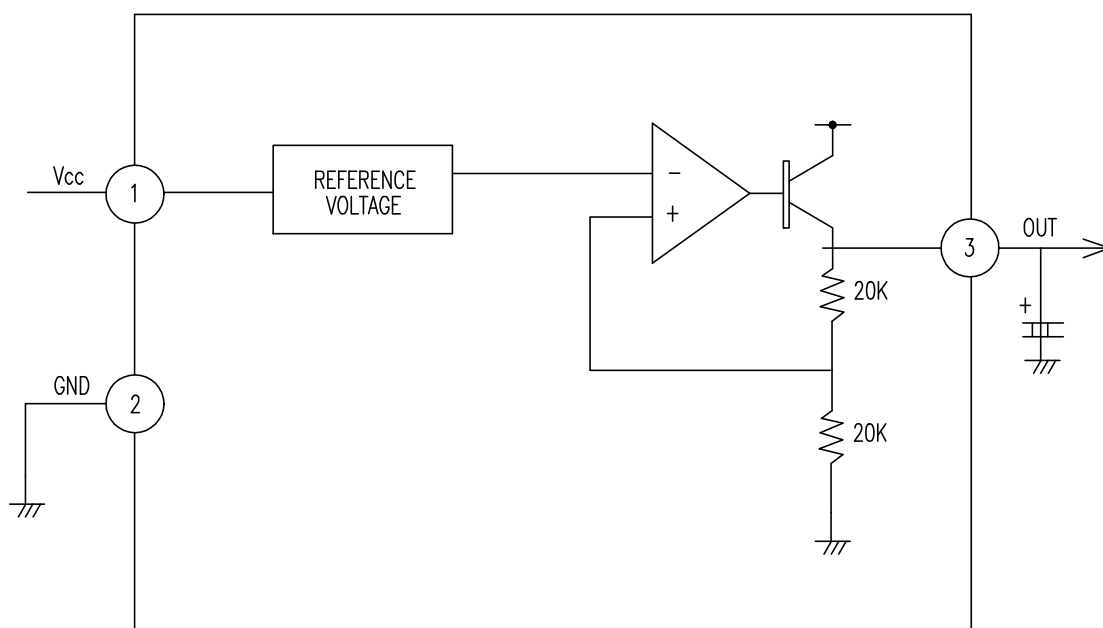 Vcc
1
REFERENCE
VOLTAGE
−
+
3
OUT
20K
+
GND
2
20K